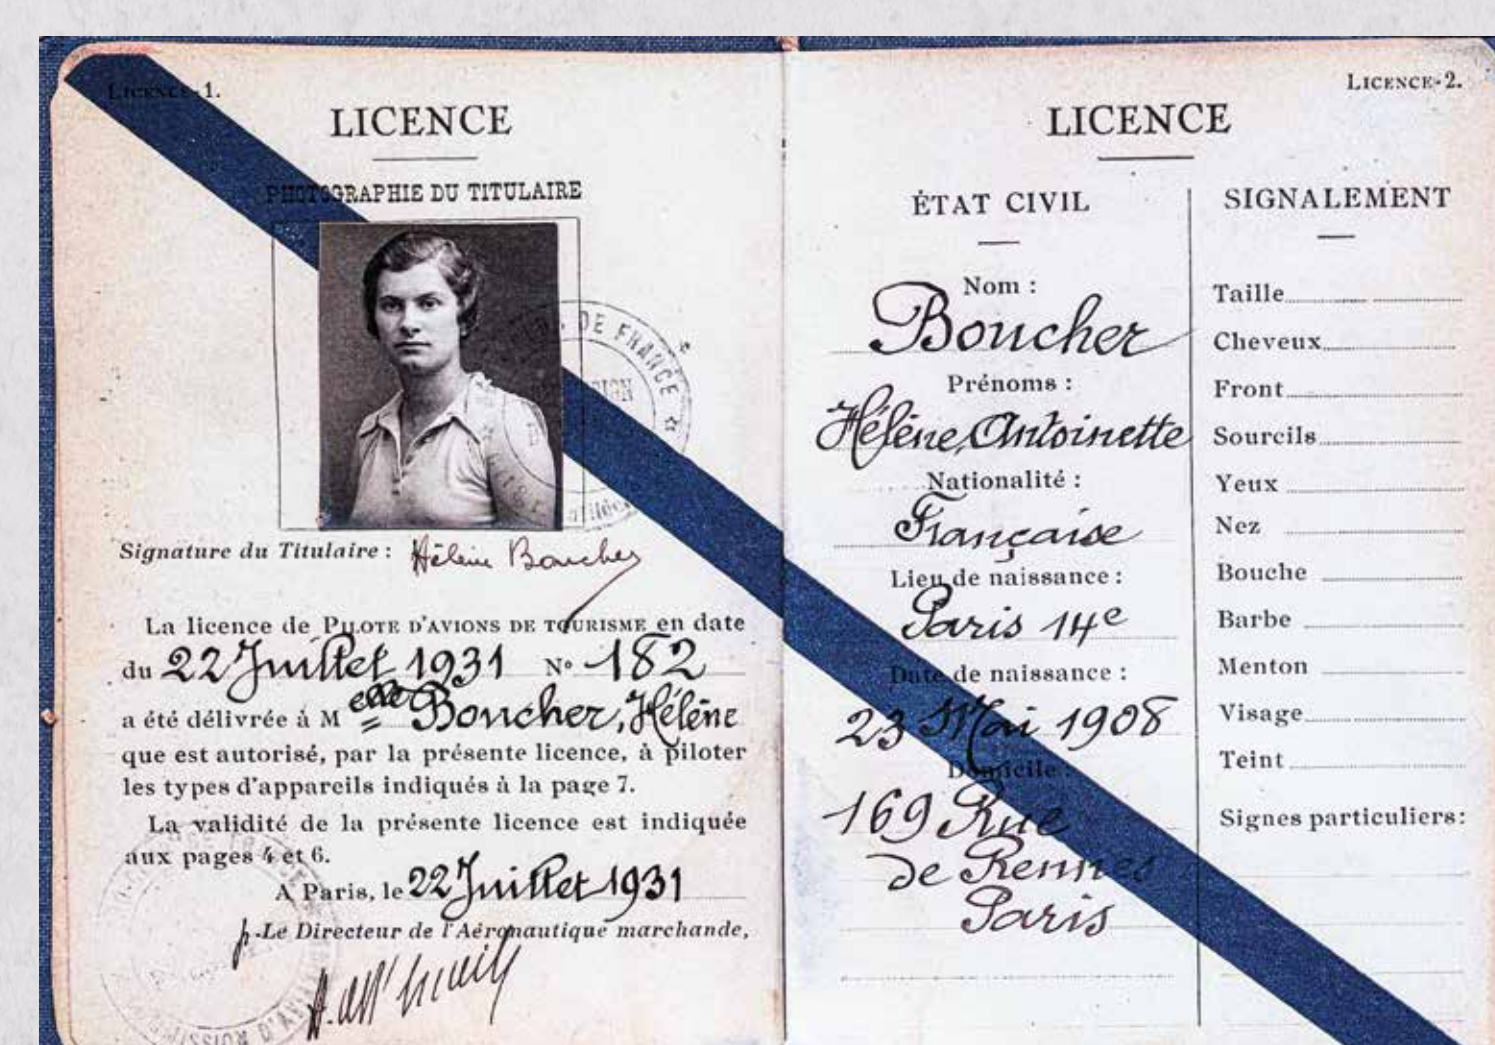 LICENCE-1.
LICENCE
PHOTOGRAPHIE DU TITULAIRE
DE FRANCE
Signature du Titulaire : Hélène Boucher
La licence de PILOTE D'AVIONS DE TOURISME en date
du 22 Juillet 1931 N° 182
a été délivrée à M elle Boucher, Hélène
que est autorisé, par la présente licence, à piloter
les types d'appareils indiqués à la page 7.
La validité de la présente licence est indiquée
aux pages 4 et 6.
A Paris, le 22 Juillet 1931
p. Le Directeur de l'Aéronautique marchande,
LICENCE-2.
LICENCE
ÉTAT CIVIL
Nom :
Boucher
Prénoms :
Hélène, Antoinette
Nationalité :
Française
Lieu de naissance :
Paris 14e
Date de naissance :
23 Mai 1908
Domicile :
169 Rue
de Rennes
Paris
SIGNALEMENT
Taille
Cheveux
Front
Sourcils
Yeux
Nez
Bouche
Barbe
Menton
Visage
Teint
Signes particuliers :